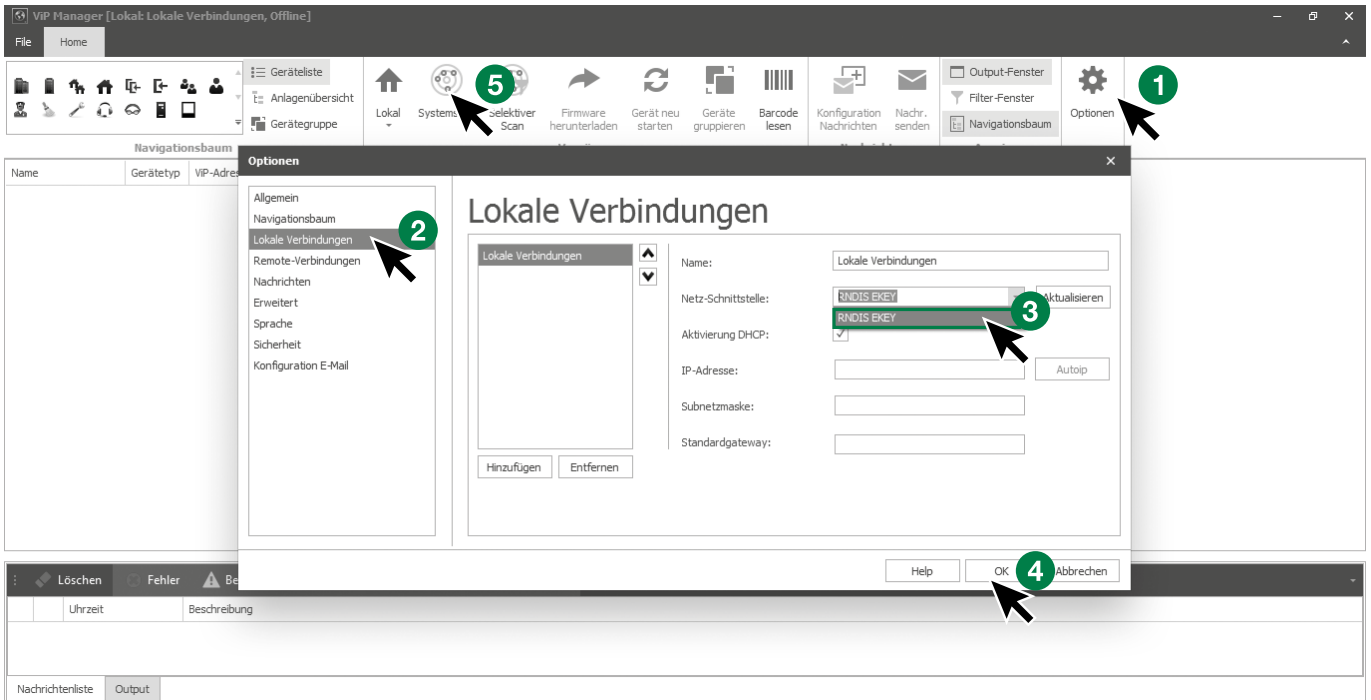 ViP Manager [Lokal: Lokale Verbindungen, Offline]
File Home
Geräteliste
Anlagenübersicht
Gerätegruppe
Navigationsbaum
Lokal
Systems
5
Selektiver Scan
Firmware herunterladen
Gerät neu starten
Geräte gruppieren
Barcode lesen
Konfiguration Nachrichten
Nachr. senden
Output-Fenster
Filter-Fenster
Navigationsbaum
Optionen
1
Name Gerätetyp ViP-Adres
Optionen
Allgemein
Navigationsbaum
Lokale Verbindungen
2
Remote-Verbindungen
Nachrichten
Erweitert
Sprache
Sicherheit
Konfiguration E-Mail
Lokale Verbindungen
Lokale Verbindungen
Hinzufügen Entfernen
Name: Lokale Verbindungen
Netz-Schnittstelle: RNDIS EKEY Aktualisieren
RNDIS EKEY
3
Aktivierung DHCP:
IP-Adresse: Autoip
Subnetzmaske:
Standardgateway:
Help OK 4 Abbrechen
Löschen Fehler Be
Uhrzeit Beschreibung
Nachrichtenliste Output